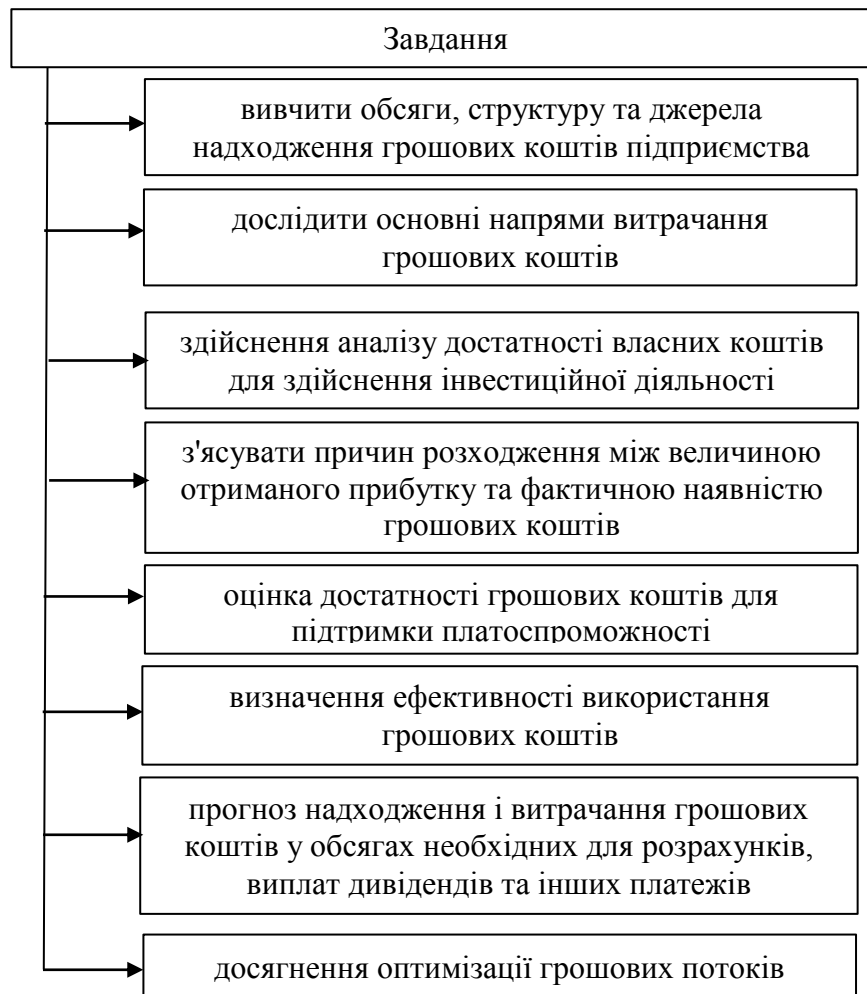 Завдання
вивчити обсяги, структуру та джерела
надходження грошових коштів підприємства
дослідити основні напрями витрачання
грошових коштів
здійснення аналізу достатності власних коштів
для здійснення інвестиційної діяльності
з'ясувати причин розходження між величиною
отриманого прибутку та фактичною наявністю
грошових коштів
оцінка достатності грошових коштів для
підтримки платоспроможності
визначення ефективності використання
грошових коштів
прогноз надходження і витрачання грошових
коштів у обсягах необхідних для розрахунків,
виплат дивідендів та інших платежів
досягнення оптимізації грошових потоків